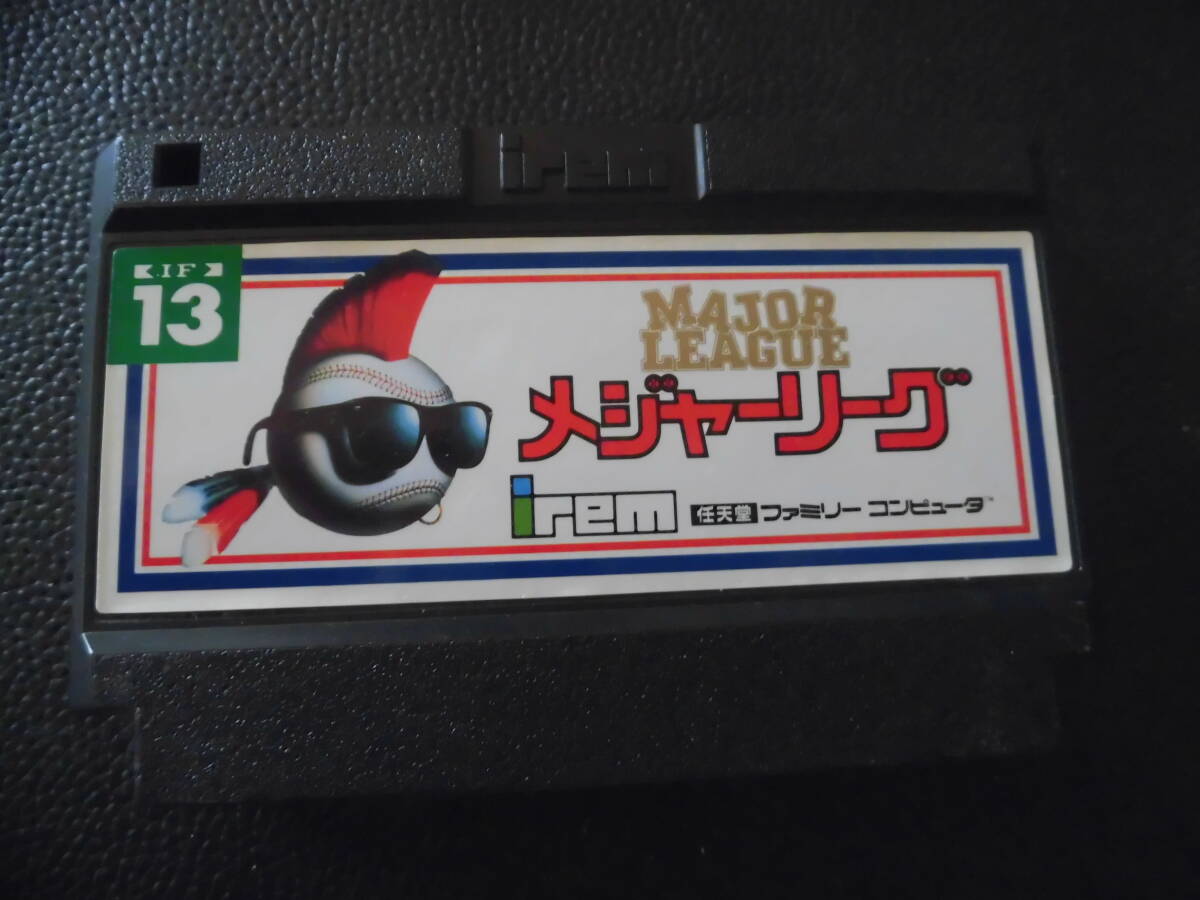 irem
IF
13
MAJOR
LEAGUE
メジャーリーグ
irem 任天堂 ファミリー コンピュータ™